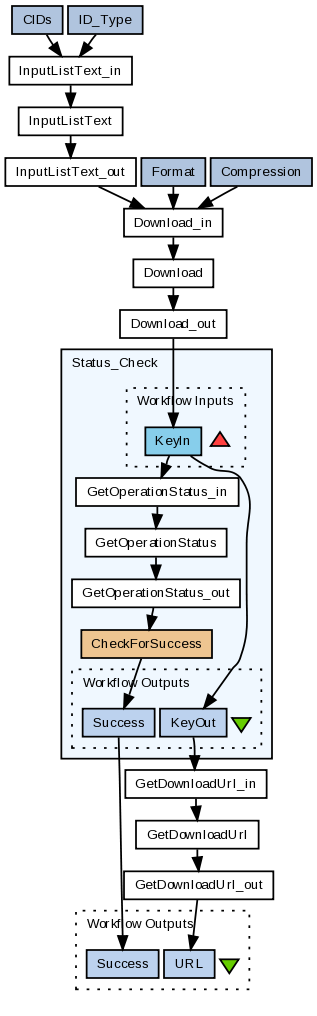 CIDs
ID_Type
InputListText_in
InputListText
InputListText_out
Format
Compression
Download_in
Download
Download_out
Status_Check
Workflow Inputs
KeyIn
GetOperationStatus_in
GetOperationStatus
GetOperationStatus_out
CheckForSuccess
Workflow Outputs
Success
KeyOut
GetDownloadUrl_in
GetDownloadUrl
GetDownloadUrl_out
Workflow Outputs
Success
URL